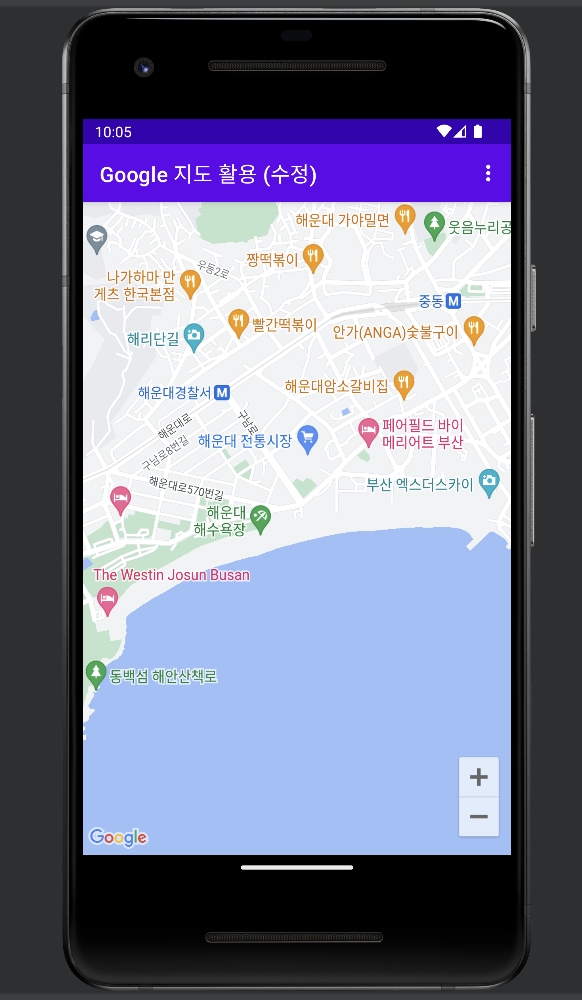 10:05
Google 지도 활용 (수정)
해운대 가야밀면
웃음누리공
짱떡볶이
우동2로
나가하마 만
게츠 한국본점
중동 M
빨간떡볶이
안가(ANGA)숯불구이
해리단길
해운대암소갈비집
해운대경찰서 M
해운대로
구남로
페어필드 바이
메리어트 부산
해운대 전통시장
구남로8번길
부산 엑스더스카이
해운대로570번길
해운대
해수욕장
The Westin Josun Busan
동백섬 해안산책로
+
−
Google